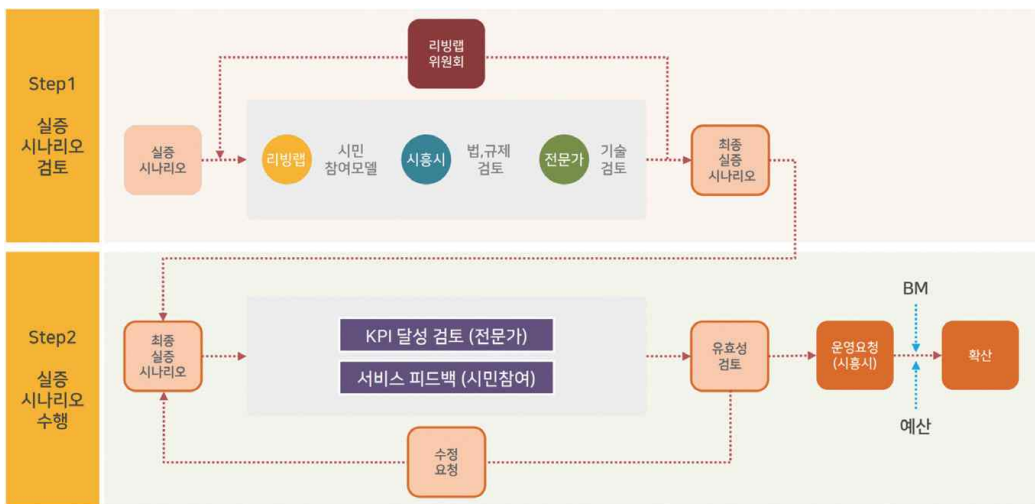 Step1
실증
시나리오
검토
리빙랩
위원회
실증
시나리오
리빙랩
시민
참여모델
시흥시
법,규제
검토
전문가
기술
검토
최종
실증
시나리오
Step2
실증
시나리오
수행
최종
실증
시나리오
KPI 달성 검토 (전문가)
서비스 피드백 (시민참여)
유효성
검토
운영요청
(시흥시)
BM
예산
확산
수정
요청